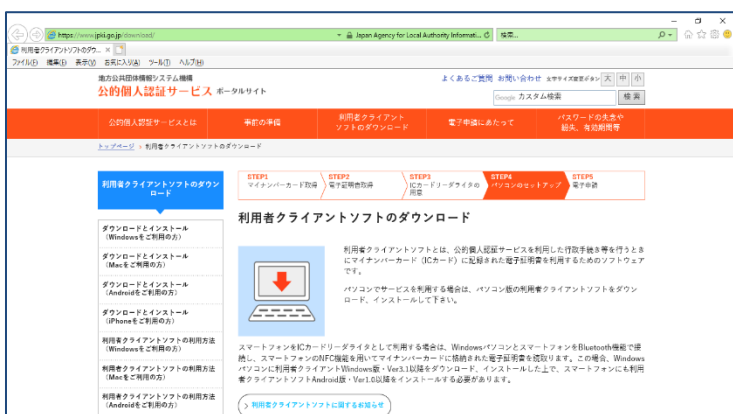 https://www.jpki.go.jp/download/
Japan Agency for Local Authority Informati...
検索...
利用者クライアントソフトのダウ...
ファイル(F) 編集(E) 表示(V) お気に入り(A) ツール(T) ヘルプ(H)
地方公共団体情報システム機構
公的個人認証サービス ポータルサイト
よくあるご質問 お問い合わせ 文字サイズ変更ボタン 大 中 小
Google カスタム検索 検索
公的個人認証サービスとは
事前の準備
利用者クライアント
ソフトのダウンロード
電子申請にあたって
パスワードの失念や
紛失、有効期間等
トップページ › 利用者クライアントソフトのダウンロード
利用者クライアントソフトのダウン
ロード
STEP1
マイナンバーカード取得
STEP2
電子証明書取得
STEP3
ICカードリーダライタの
用意
STEP4
パソコンのセットアップ
STEP5
電子申請
ダウンロードとインストール
(Windowsをご利用の方)
ダウンロードとインストール
(Macをご利用の方)
ダウンロードとインストール
(Androidをご利用の方)
ダウンロードとインストール
(iPhoneをご利用の方)
利用者クライアントソフトの利用方法
(Windowsをご利用の方)
利用者クライアントソフトの利用方法
(Macをご利用の方)
利用者クライアントソフトの利用方法
(Androidをご利用の方)
利用者クライアントソフトのダウンロード
利用者クライアントソフトとは、公的個人認証サービスを利用した行政手続き等を行うとき
にマイナンバーカード（ICカード）に記録された電子証明書を利用するためのソフトウェア
です。
パソコンでサービスを利用する場合は、パソコン版の利用者クライアントソフトをダウン
ロード、インストールして下さい。
スマートフォンをICカードリーダライタとして利用する場合は、WindowsパソコンとスマートフォンをBluetooth機能で接
続し、スマートフォンのNFC機能を用いてマイナンバーカードに格納された電子証明書を読取ります。この場合、Windows
パソコンに利用者クライアントWindows版・Ver3.1以降をダウンロード、インストールした上で、スマートフォンにも利用
者クライアントソフトAndroid版・Ver1.0以降をインストールする必要があります。
利用者クライアントソフトに関するお知らせ